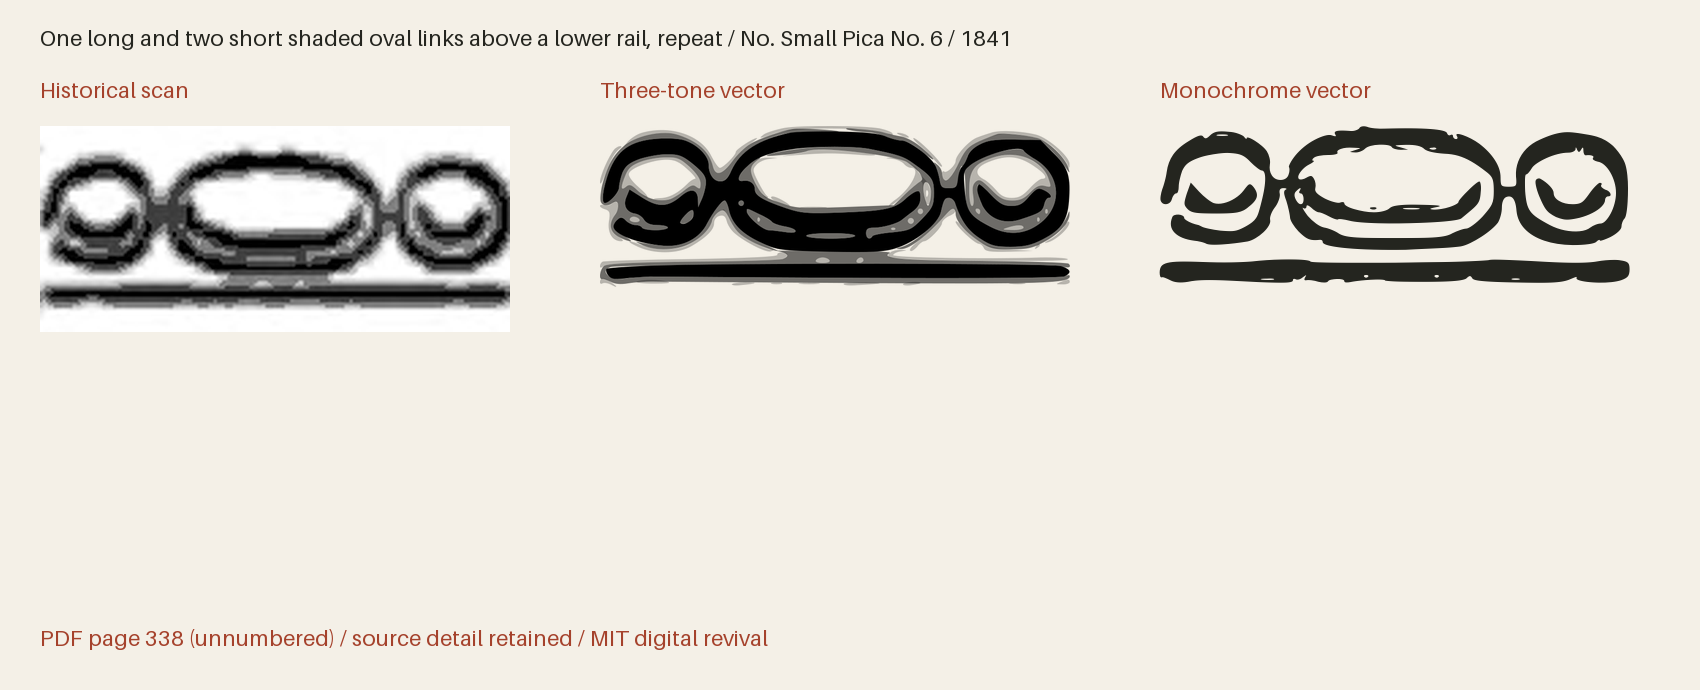 One long and two short shaded oval links above a lower rail, repeat / No. Small Pica No. 6 / 1841
Historical scan
Three-tone vector
Monochrome vector
PDF page 338 (unnumbered) / source detail retained / MIT digital revival